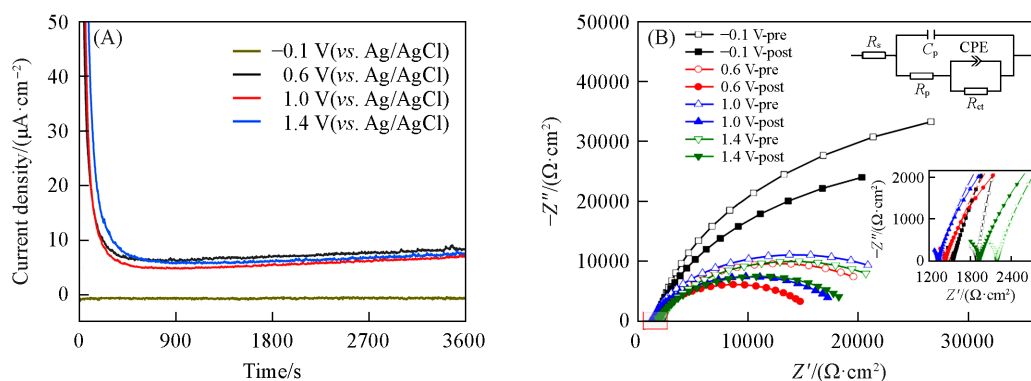 (A)
−0.1 V(vs. Ag/AgCl)
0.6 V(vs. Ag/AgCl)
1.0 V(vs. Ag/AgCl)
1.4 V(vs. Ag/AgCl)
Current density/(μA·cm⁻²)
50
40
30
20
10
0
0
900
1800
2700
3600
Time/s
(B)
−0.1 V-pre
−0.1 V-post
0.6 V-pre
0.6 V-post
1.0 V-pre
1.0 V-post
1.4 V-pre
1.4 V-post
Rs
Cp
CPE
Rp
Rct
−Z″/(Ω·cm²)
50000
40000
30000
20000
10000
0
0
10000
20000
30000
Z′/(Ω·cm²)
−Z″/(Ω·cm²)
2000
1000
0
1200
1800
2400
Z′/(Ω·cm²)